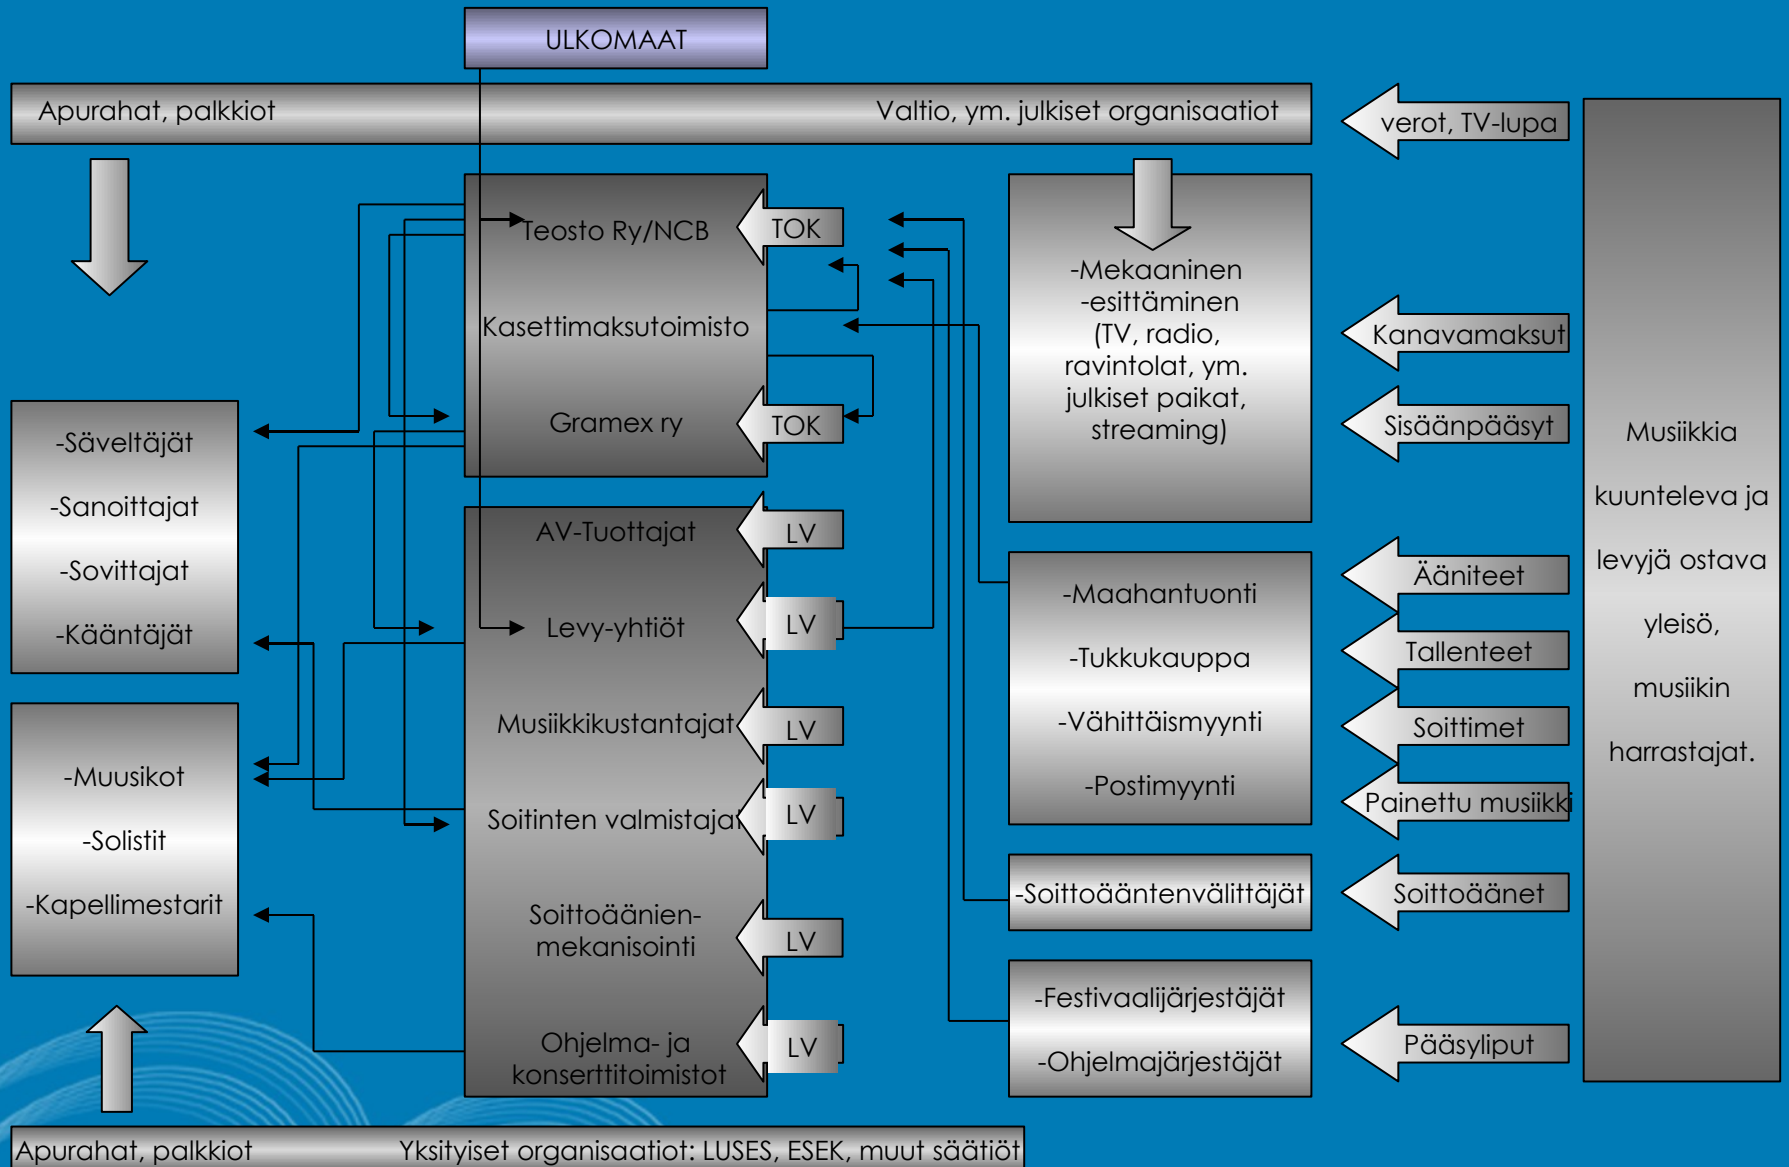 ULKOMAAT
Apurahat, palkkiot
Valtio, ym. julkiset organisaatiot
verot, TV-lupa
Teosto Ry/NCB
TOK
Kasettimaksutoimisto
Gramex ry
TOK
-Mekaaninen
-esittäminen
(TV, radio,
ravintolat, ym.
julkiset paikat,
streaming)
Kanavamaksut
Sisäänpääsyt
Musiikkia
kuunteleva ja
levyjä ostava
yleisö,
musiikin
harrastajat.
-Säveltäjät
-Sanoittajat
-Sovittajat
-Kääntäjät
AV-Tuottajat
LV
Levy-yhtiöt
LV
Musiikkikustantajat
LV
Soitinten valmistajat
LV
Soittoäänien-
mekanisointi
LV
Ohjelma- ja
konserttitoimistot
LV
-Maahantuonti
-Tukkukauppa
-Vähittäismyynti
-Postimyynti
Ääniteet
Tallenteet
Soittimet
Painettu musiikki
-Muusikot
-Solistit
-Kapellimestarit
-Soittoääntenvälittäjät
Soittoäänet
-Festivaalijärjestäjät
-Ohjelmajärjestäjät
Pääsyliput
Apurahat, palkkiot
Yksityiset organisaatiot: LUSES, ESEK, muut säätiöt